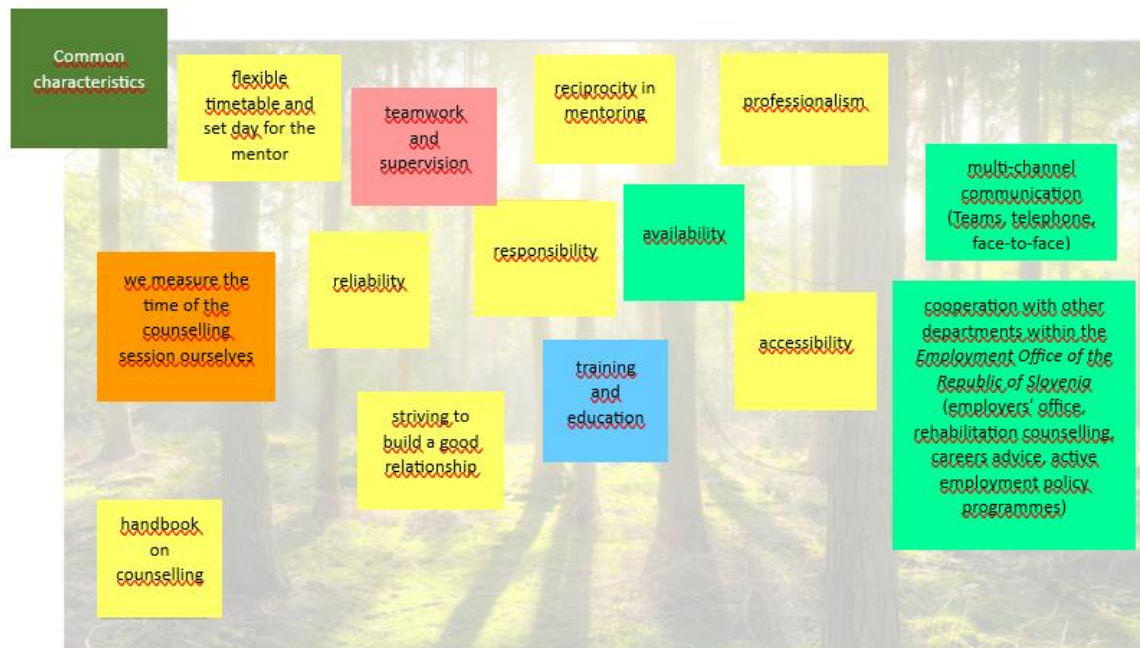 Common
characteristics
flexible
timetable and
set day for the
mentor
teamwork
and
supervision
reciprocity in
mentoring
professionalism
multi-channel
communication
(Teams, telephone,
face-to-face)
we measure the
time of the
counselling
session ourselves
reliability
responsibility
availability
accessibility
cooperation with other
departments within the
Employment Office of the
Republic of Slovenia
(employers' office,
rehabilitation counselling,
careers advice, active
employment policy
programmes)
training
and
education
striving to
build a good
relationship
handbook
on
counselling